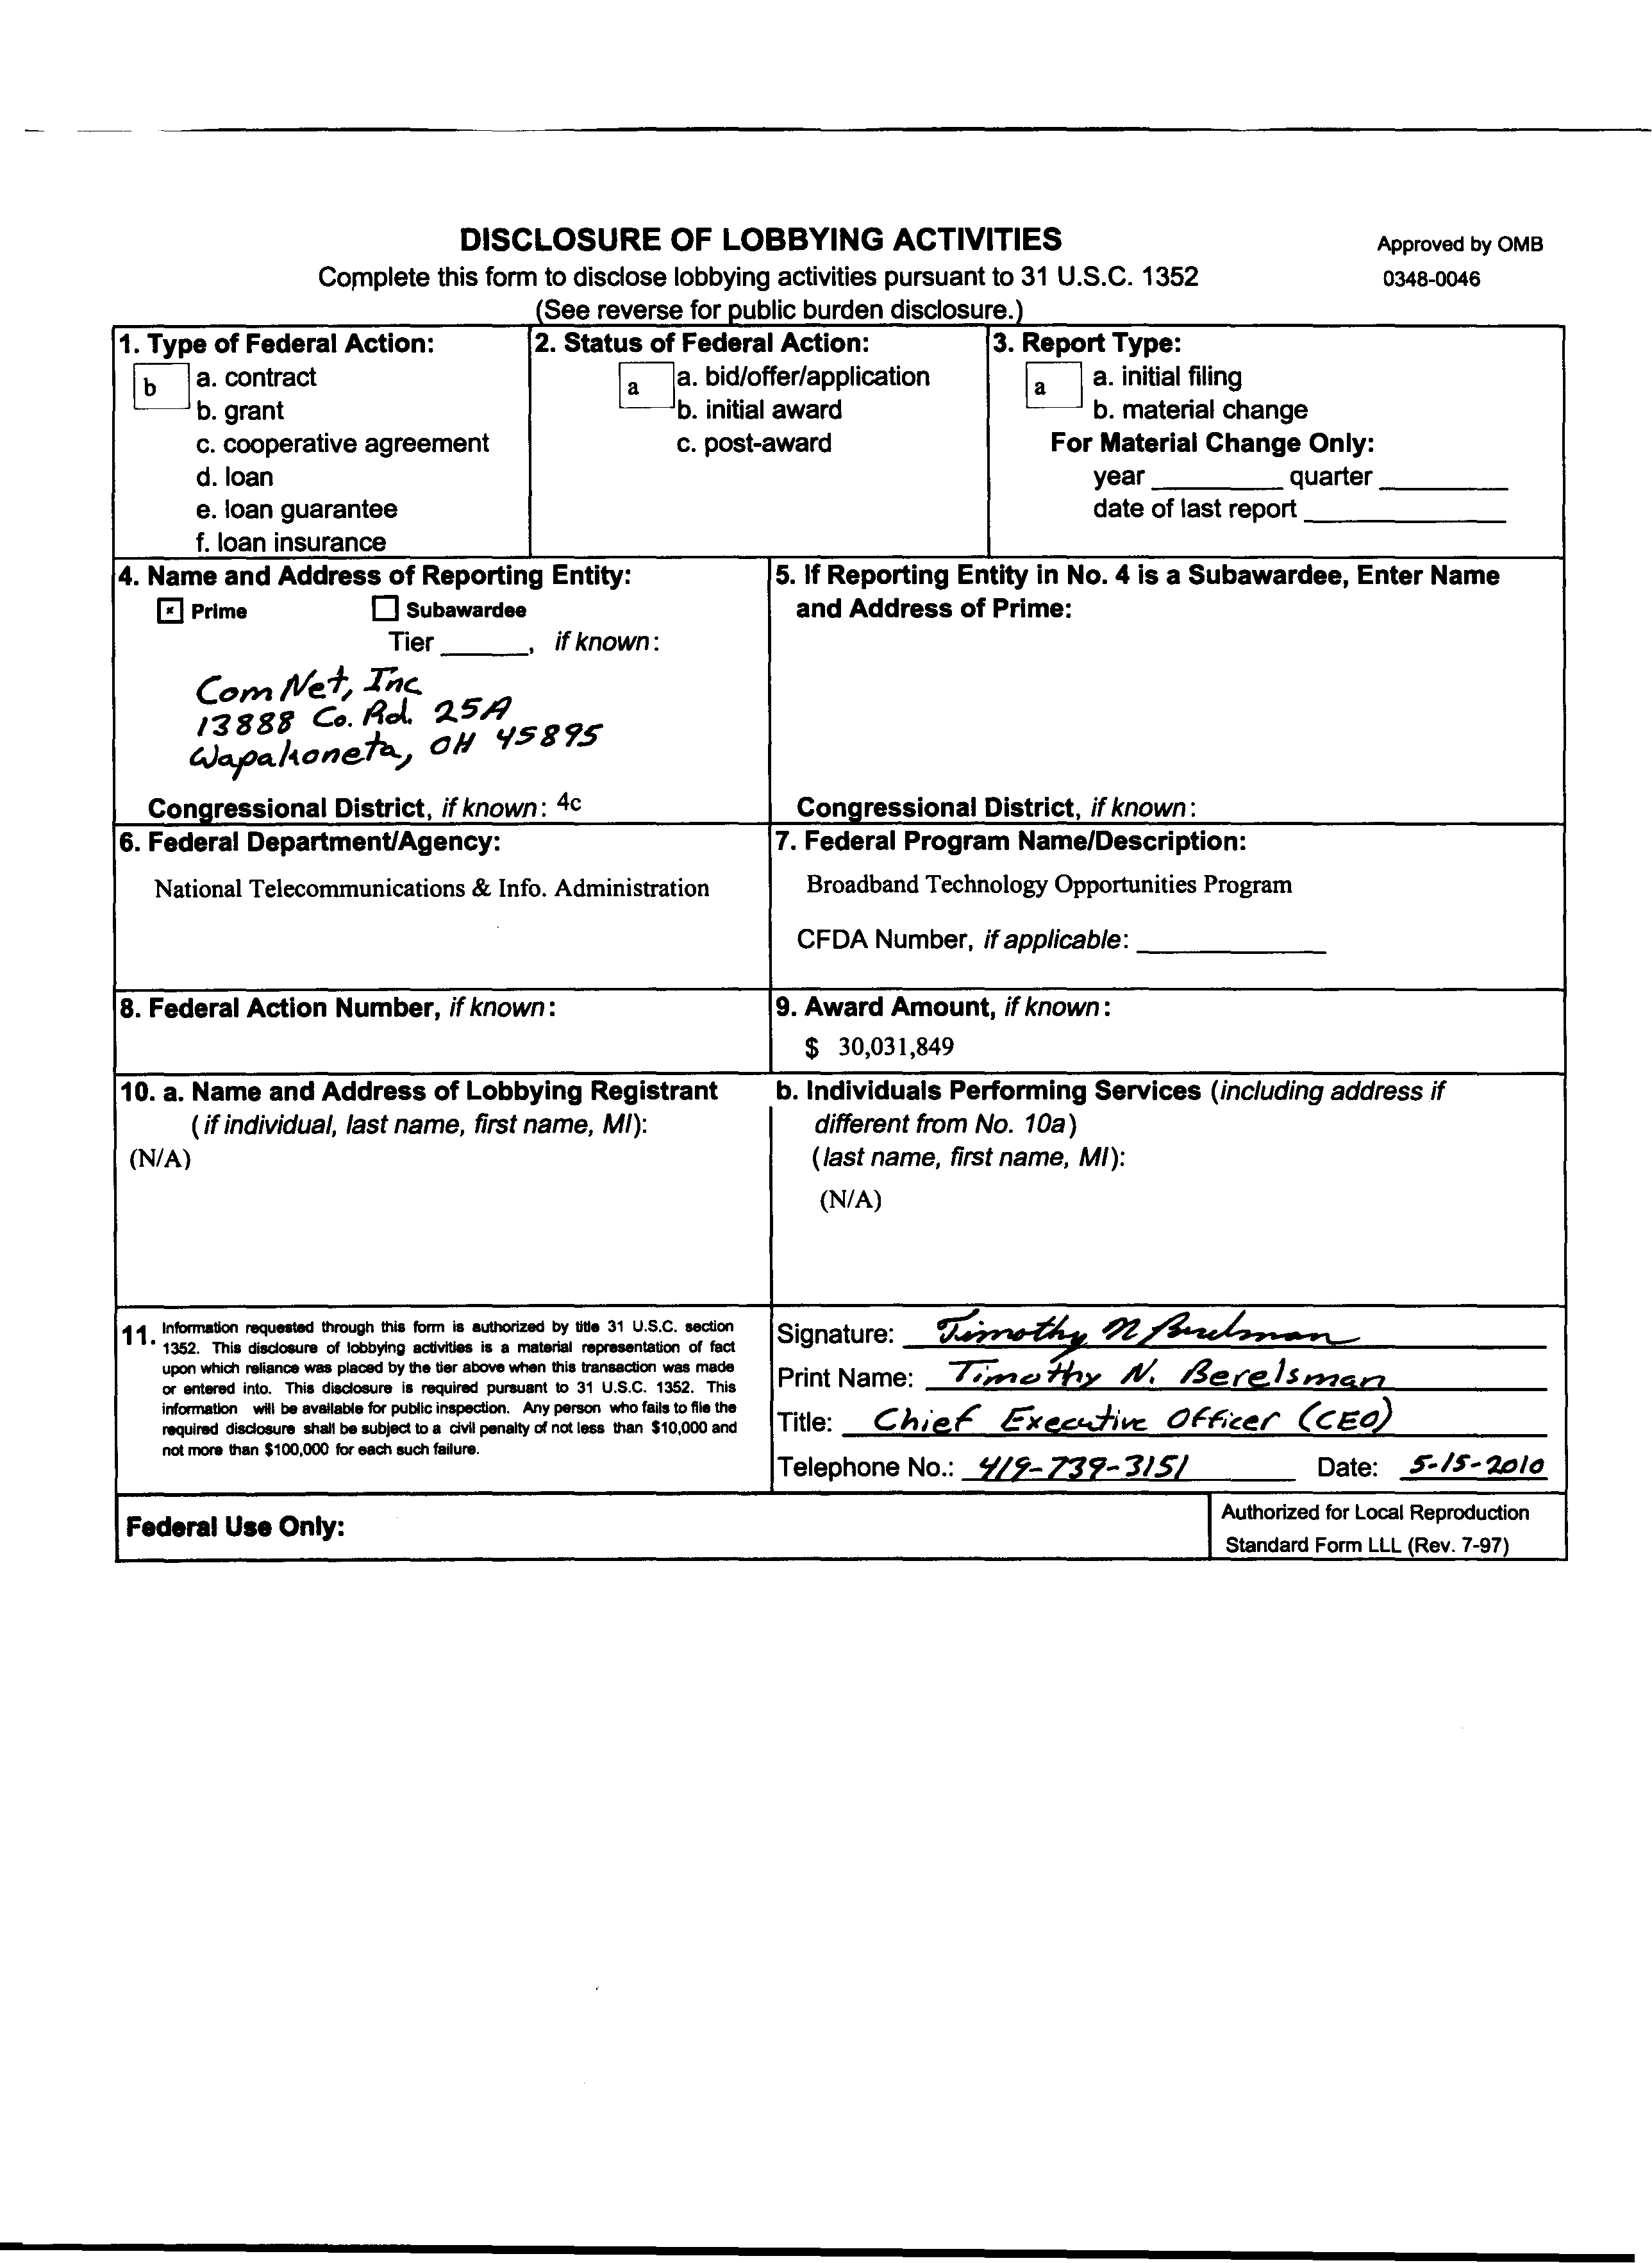 DISCLOSURE OF LOBBYING ACTIVITIES
Approved by OMB
Complete this form to disclose lobbying activities pursuant to 31 U.S.C. 1352
0348-0046
(See reverse for public burden disclosure.)
1. Type of Federal Action:
b
a. contract
b. grant
c. cooperative agreement
d. loan
e. loan guarantee
f. loan insurance
2. Status of Federal Action:
a
a. bid/offer/application
b. initial award
c. post-award
3. Report Type:
a
a. initial filing
b. material change
For Material Change Only:
year _________ quarter _________
date of last report ______________
4. Name and Address of Reporting Entity:
Prime Subawardee
Tier ______, if known:
Com Net, Inc
13888 Co. Rd. 25A
Wapakoneta, OH 45895
Congressional District, if known: 4c
5. If Reporting Entity in No. 4 is a Subawardee, Enter Name
and Address of Prime:
Congressional District, if known:
6. Federal Department/Agency:
National Telecommunications & Info. Administration
7. Federal Program Name/Description:
Broadband Technology Opportunities Program
CFDA Number, if applicable: _____________
8. Federal Action Number, if known:
9. Award Amount, if known:
$ 30,031,849
10. a. Name and Address of Lobbying Registrant
(if individual, last name, first name, MI):
(N/A)
b. Individuals Performing Services (including address if
different from No. 10a)
(last name, first name, MI):
(N/A)
11. Information requested through this form is authorized by title 31 U.S.C. section
1352. This disclosure of lobbying activities is a material representation of fact
upon which reliance was placed by the tier above when this transaction was made
or entered into. This disclosure is required pursuant to 31 U.S.C. 1352. This
information will be available for public inspection. Any person who fails to file the
required disclosure shall be subject to a civil penalty of not less than $10,000 and
not more than $100,000 for each such failure.
Signature: Timothy N Berelsman
Print Name: Timothy N. Berelsman
Title: Chief Executive Officer (CEO)
Telephone No.: 419-739-3151 Date: 5-15-2010
Federal Use Only:
Authorized for Local Reproduction
Standard Form LLL (Rev. 7-97)